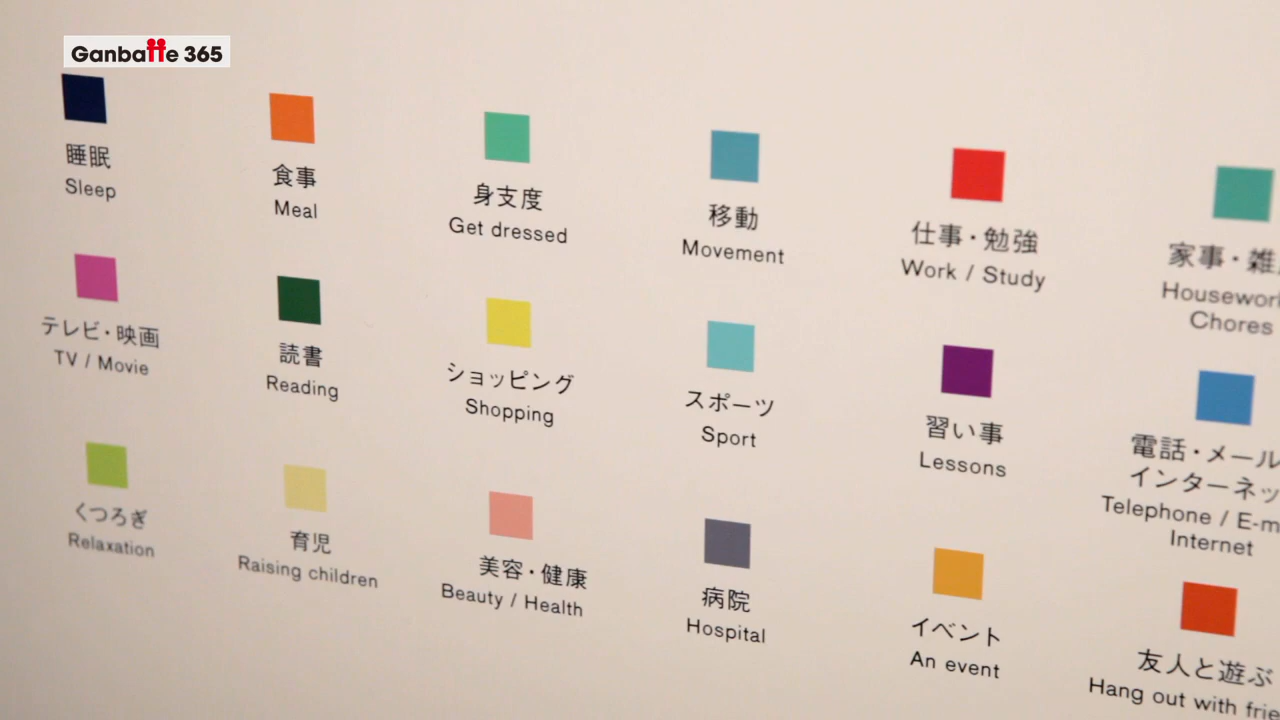 Ganbatte 365
睡眠
Sleep
食事
Meal
身支度
Get dressed
移動
Movement
仕事・勉強
Work / Study
家事・雑
Housework
Chores
テレビ・映画
TV / Movie
読書
Reading
ショッピング
Shopping
スポーツ
Sport
習い事
Lessons
電話・メール
インターネッ
Telephone / E-m
Internet
くつろぎ
Relaxation
育児
Raising children
美容・健康
Beauty / Health
病院
Hospital
イベント
An event
友人と遊ぶ
Hang out with frie